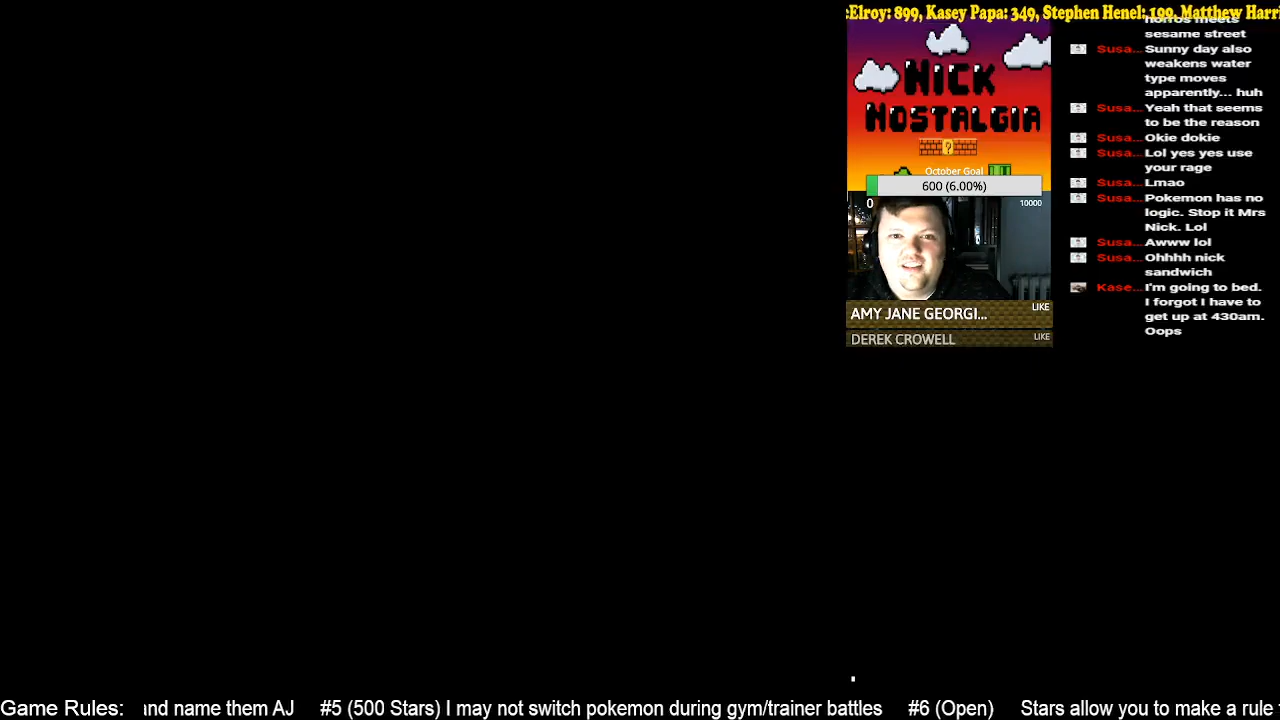 :Elroy: 899, Kasey Papa: 349, Stephen Henel: 199, Matthew Harri
NICK
NOSTALGIA
?
October Goal
600 (6.00%)
0
10000
AMY JANE GEORGI...
LIKE
DEREK CROWELL
LIKE
horros meets
sesame street
Susa... Sunny day also
weakens water
type moves
apparently... huh
Susa... Yeah that seems
to be the reason
Susa... Okie dokie
Susa... Lol yes yes use
your rage
Susa... Lmao
Susa... Pokemon has no
logic. Stop it Mrs
Nick. Lol
Susa... Awww lol
Susa... Ohhhh nick
sandwich
Kase... I'm going to bed.
I forgot I have to
get up at 430am.
Oops
Game Rules: and name them AJ #5 (500 Stars) I may not switch pokemon during gym/trainer battles #6 (Open) Stars allow you to make a rule